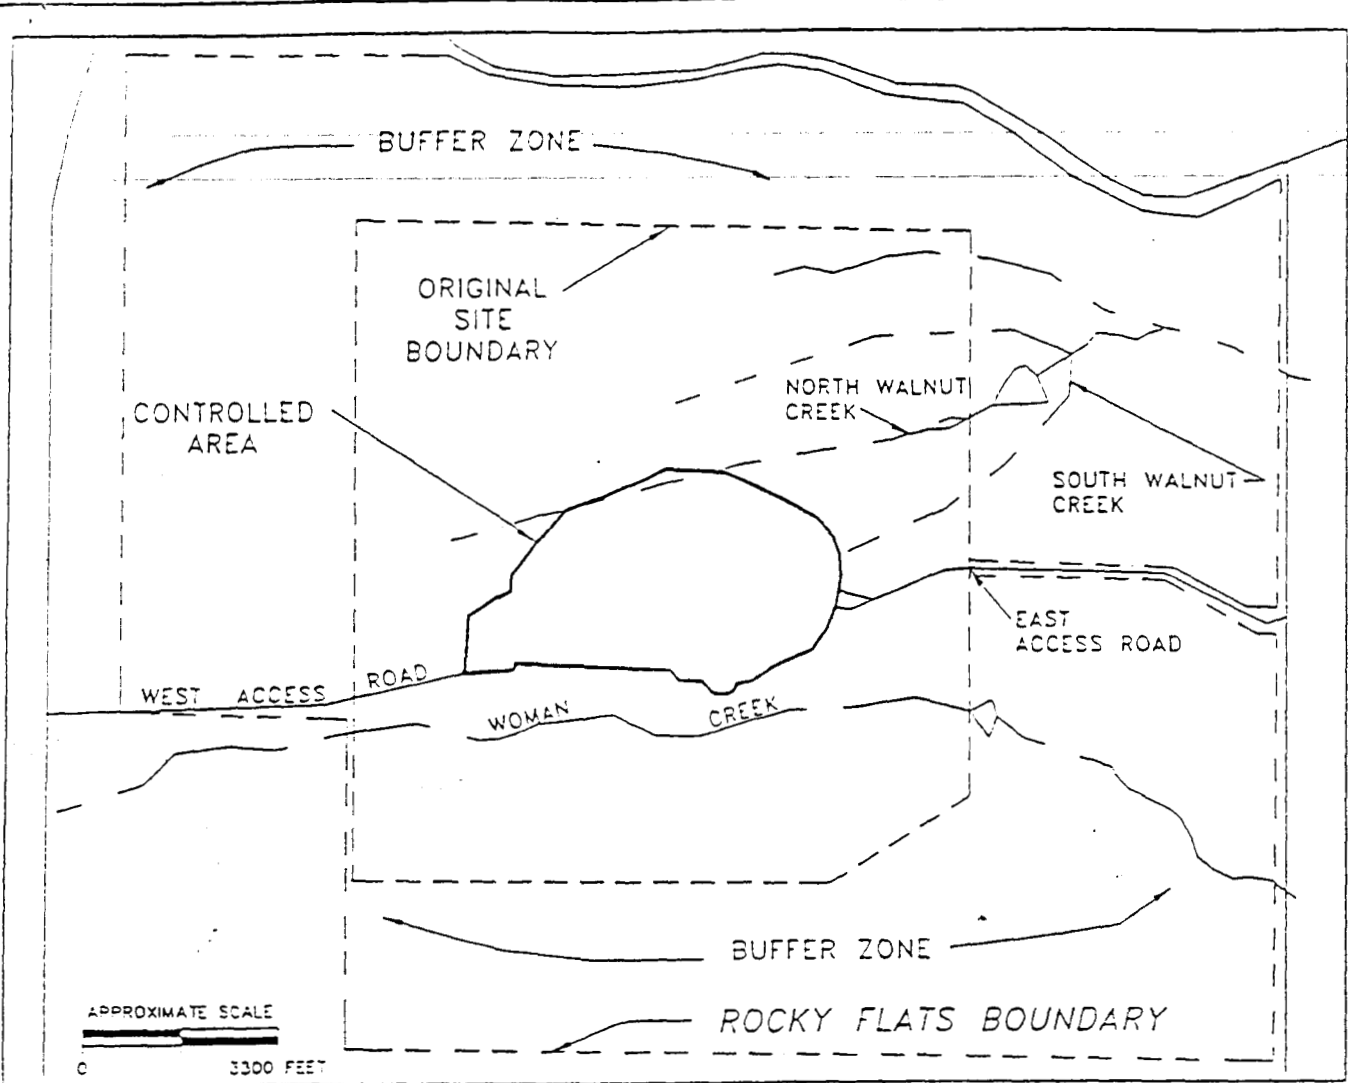 BUFFER ZONE
ORIGINAL
SITE
BOUNDARY
CONTROLLED
AREA
NORTH WALNUT
CREEK
SOUTH WALNUT
CREEK
EAST
ACCESS ROAD
WEST ACCESS ROAD
WOMAN CREEK
BUFFER ZONE
ROCKY FLATS BOUNDARY
APPROXIMATE SCALE
0 3300 FEET